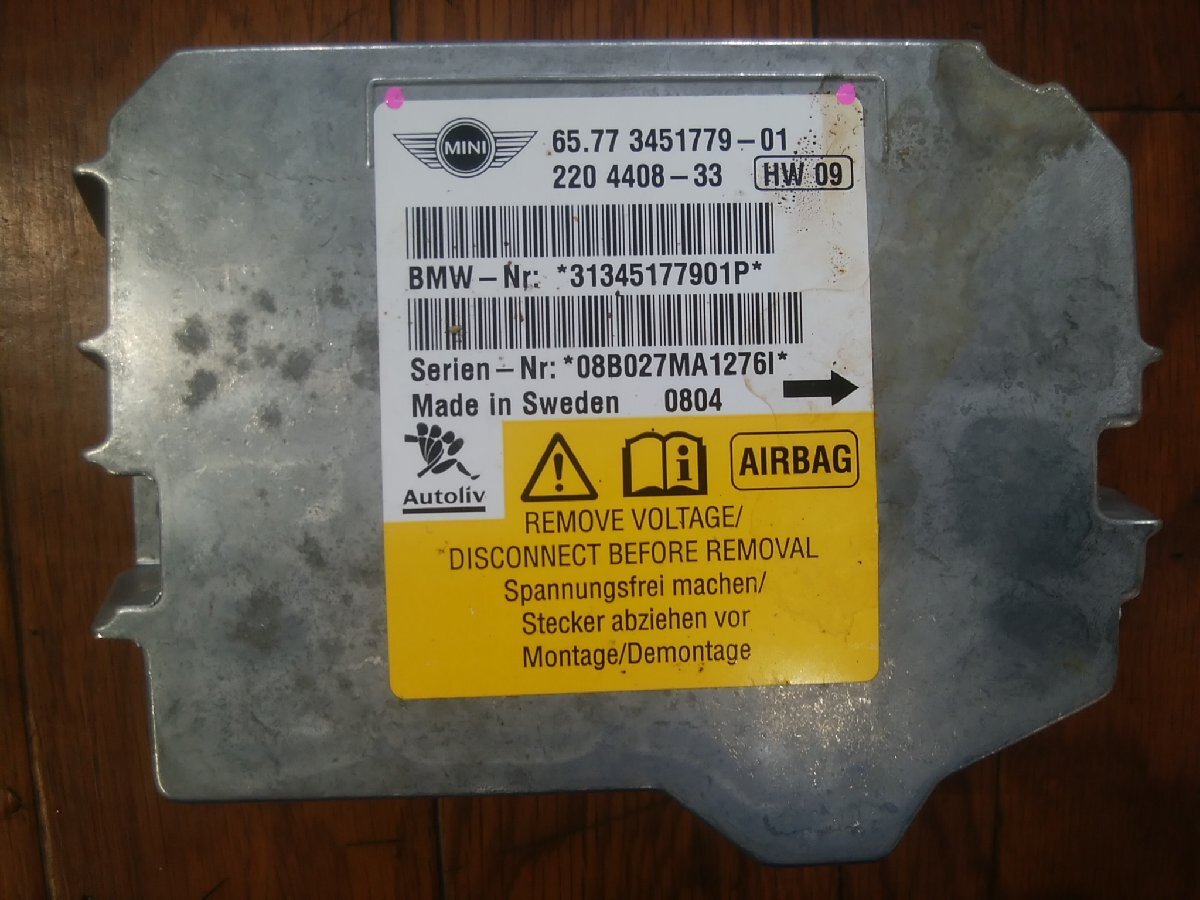 MINI
65.77 3451779-01
220 4408-33 HW 09
BMW-Nr: *31345177901P*
Serien-Nr: *08B027MA1276I*
Made in Sweden 0804
Autoliv
i
AIRBAG
REMOVE VOLTAGE/
DISCONNECT BEFORE REMOVAL
Spannungsfrei machen/
Stecker abziehen vor
Montage/Demontage